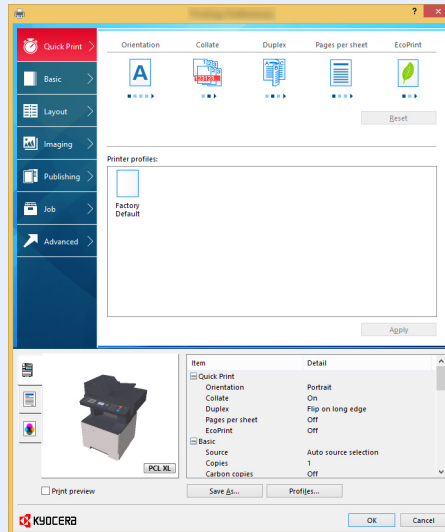 ?
Quick Print
Orientation Collate Duplex Pages per sheet EcoPrint
A
123123
A B C
Basic
Layout
Reset
Imaging
Printer profiles:
Publishing
Factory
Default
Job
Advanced
Apply
Item Detail
Quick Print
Orientation Portrait
Collate On
Duplex Flip on long edge
Pages per sheet Off
EcoPrint Off
Basic
Source Auto source selection
Copies 1
Carbon copies Off
PCL XL
Print preview
Save As... Profiles...
KYOCERA
OK Cancel